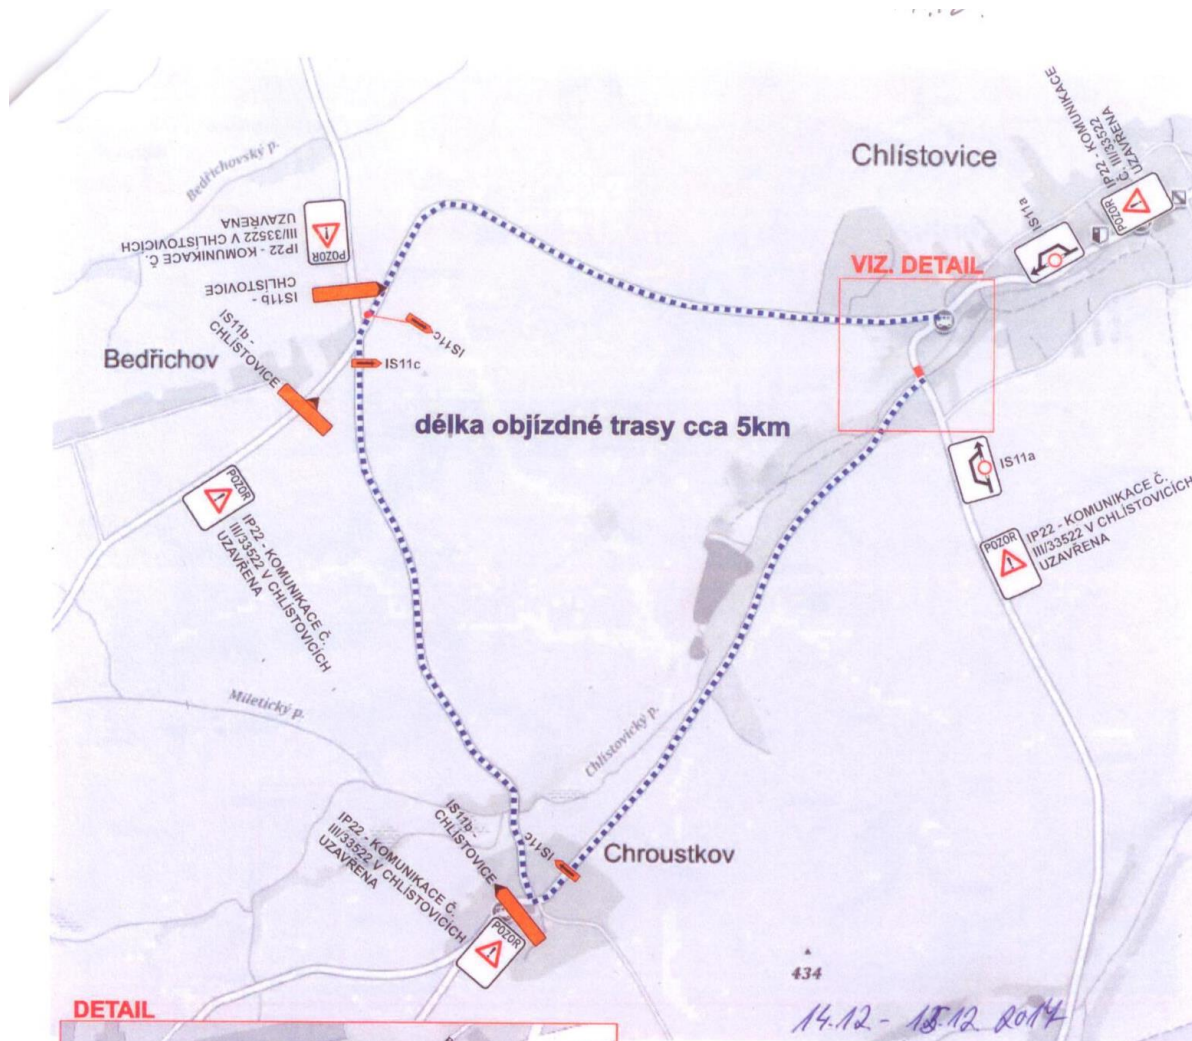 Chlístovice
Bedřichovský p.
IP22 - KOMUNIKACE
Č. III/33522
UZAVŘENA
POZOR
IS11a
IP22 - KOMUNIKACE Č.
III/33522 V CHLÍSTOVICÍCH
UZAVŘENA
POZOR
VIZ. DETAIL
IS11b -
CHLÍSTOVICE
IS11c
IS11b -
CHLÍSTOVICE
Bedřichov
IS11c
délka objízdné trasy cca 5km
IS11a
POZOR
IP22 - KOMUNIKACE Č.
III/33522 V CHLÍSTOVICÍCH
UZAVŘENA
POZOR
IP22 - KOMUNIKACE Č.
III/33522 V CHLÍSTOVICÍCH
UZAVŘENA
Miletický p.
Chlístovický p.
IS11b -
CHLÍSTOVICE
IP22 - KOMUNIKACE Č.
III/33522 V CHLÍSTOVICÍCH
UZAVŘENA
POZOR
IS11c
Chroustkov
434
DETAIL
14.12 - 12 2017